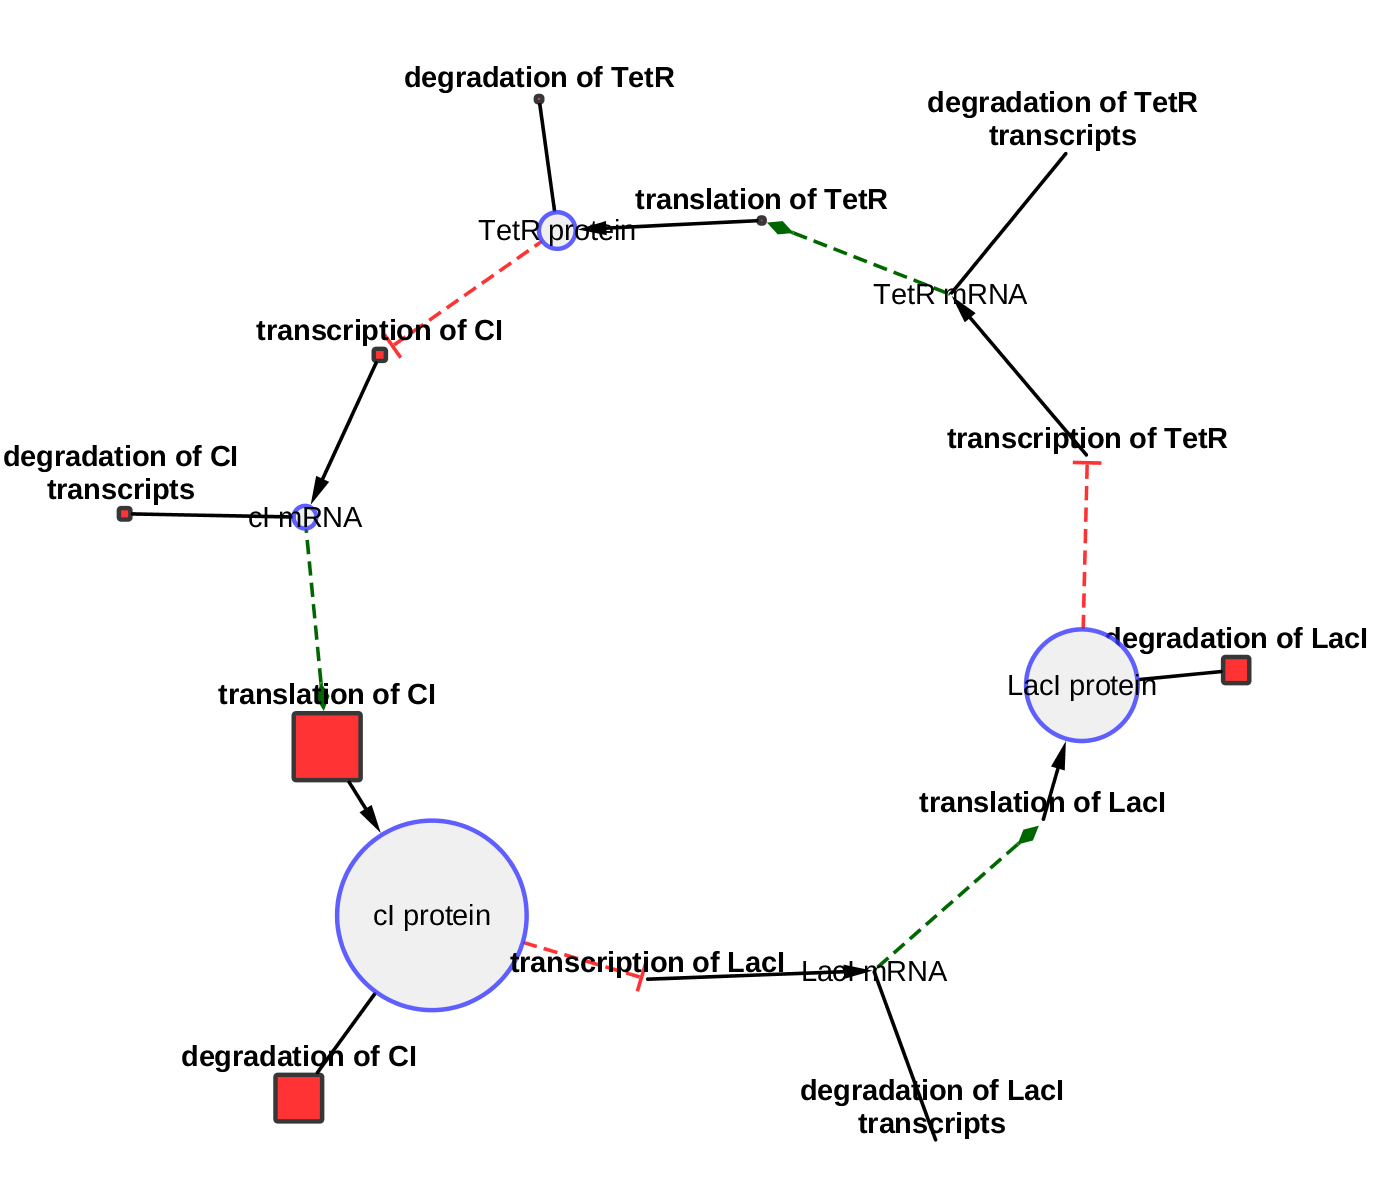 degradation of TetR
degradation of TetR
transcripts
translation of TetR
TetR protein
TetR mRNA
transcription of CI
transcription of TetR
degradation of CI
transcripts
cI mRNA
degradation of LacI
LacI protein
translation of CI
translation of LacI
cI protein
transcription of LacI
LacI mRNA
degradation of CI
degradation of LacI
transcripts